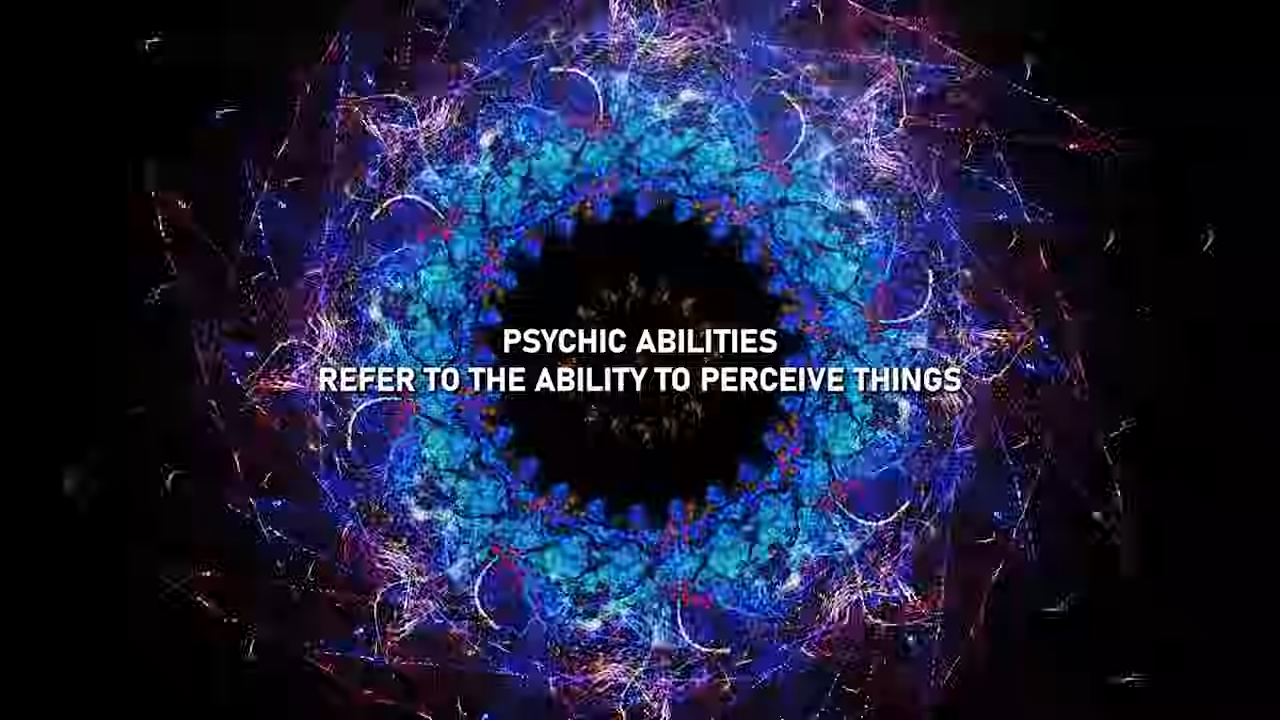 PSYCHIC ABILITIES
REFER TO THE ABILITY TO PERCEIVE THINGS